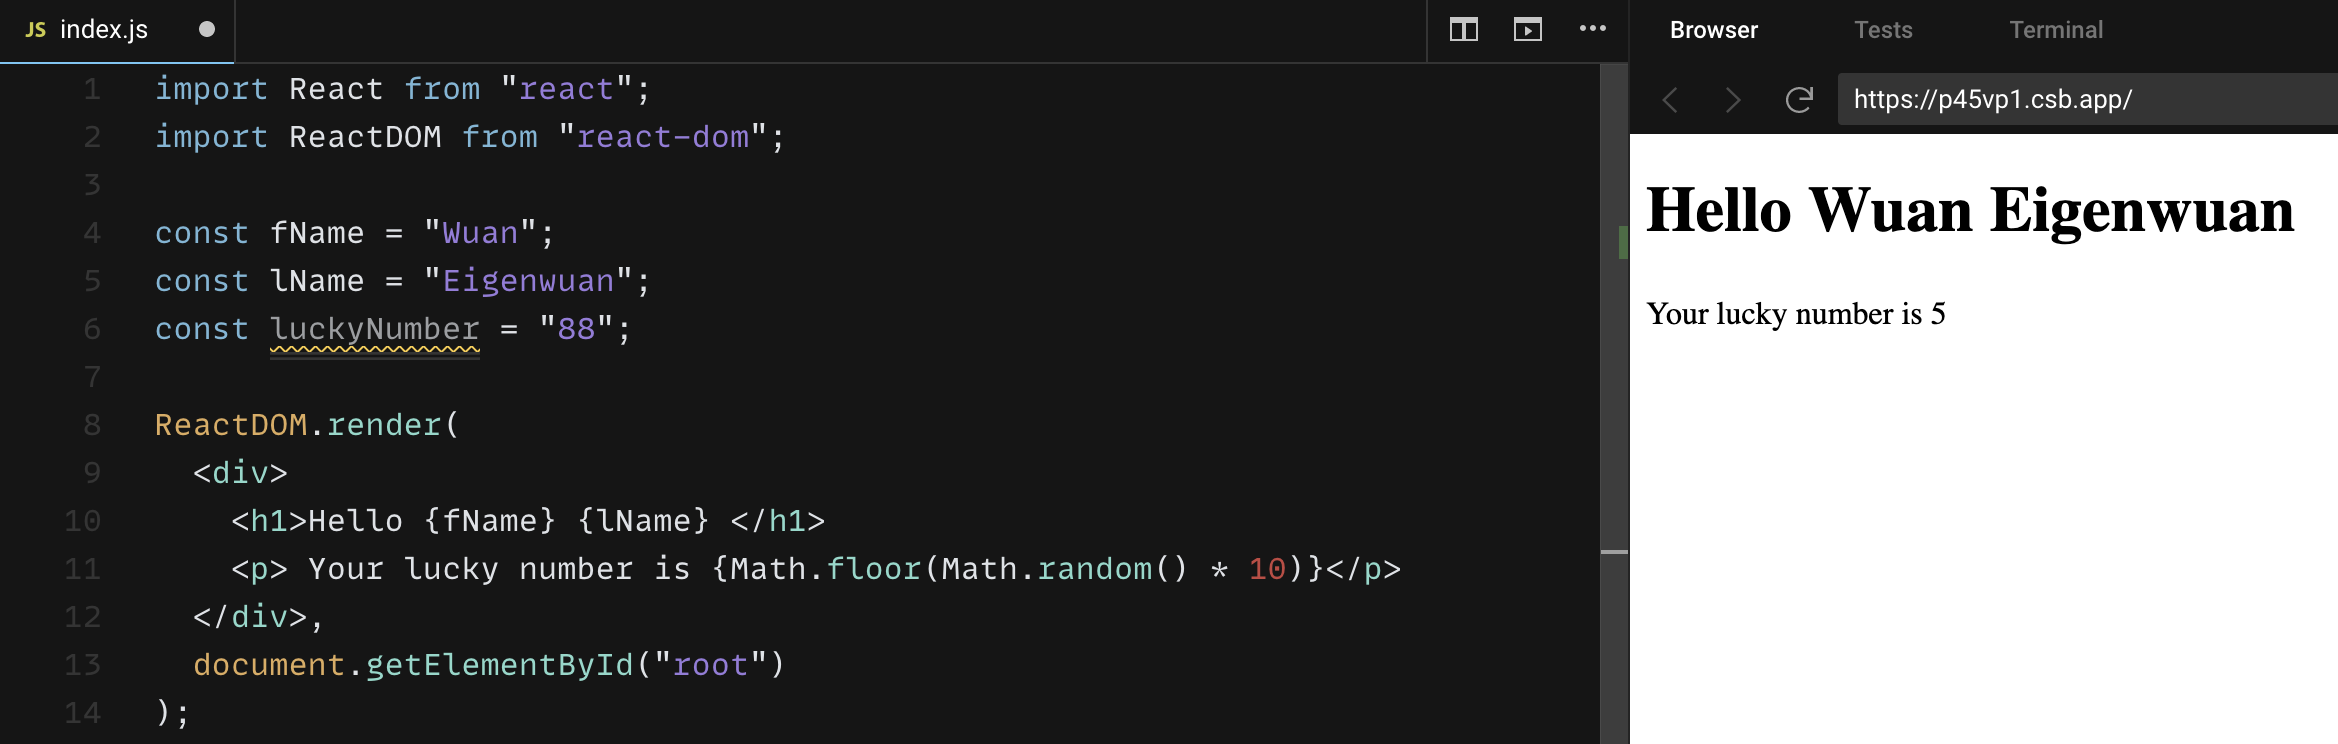 JS index.js
Browser Tests Terminal
https://p45vp1.csb.app/
1 import React from "react";
2 import ReactDOM from "react-dom";
3
4 const fName = "Wuan";
5 const lName = "Eigenwuan";
6 const luckyNumber = "88";
7
8 ReactDOM.render(
9 <div>
10 <h1>Hello {fName} {lName} </h1>
11 <p> Your lucky number is {Math.floor(Math.random() * 10)}</p>
12 </div>,
13 document.getElementById("root")
14 );
Hello Wuan Eigenwuan
Your lucky number is 5